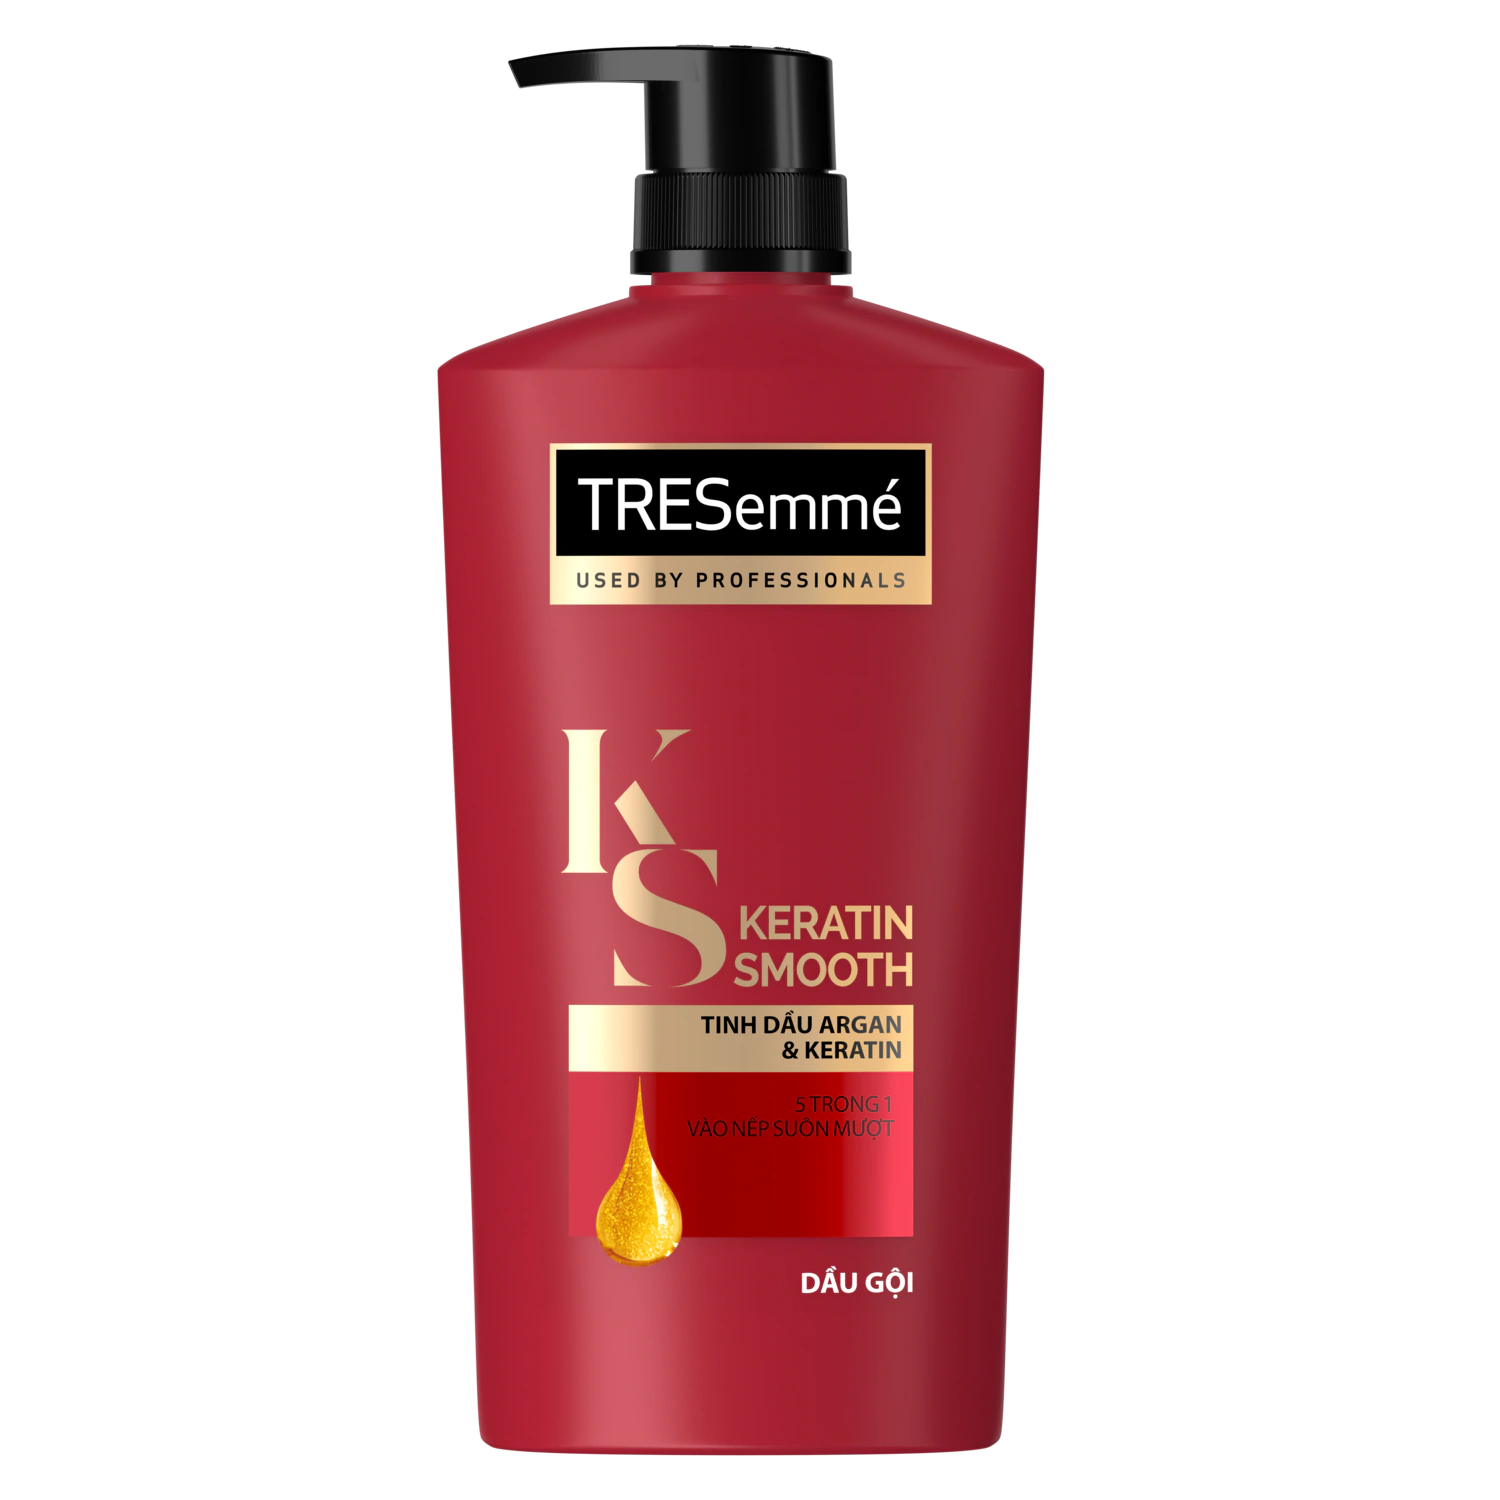 TRESemmé
USED BY PROFESSIONALS
KS
KERATIN
SMOOTH
TINH DẦU ARGAN
& KERATIN
5 TRONG 1
VÀO NẾP SUÔN MƯỢT
DẦU GỘI